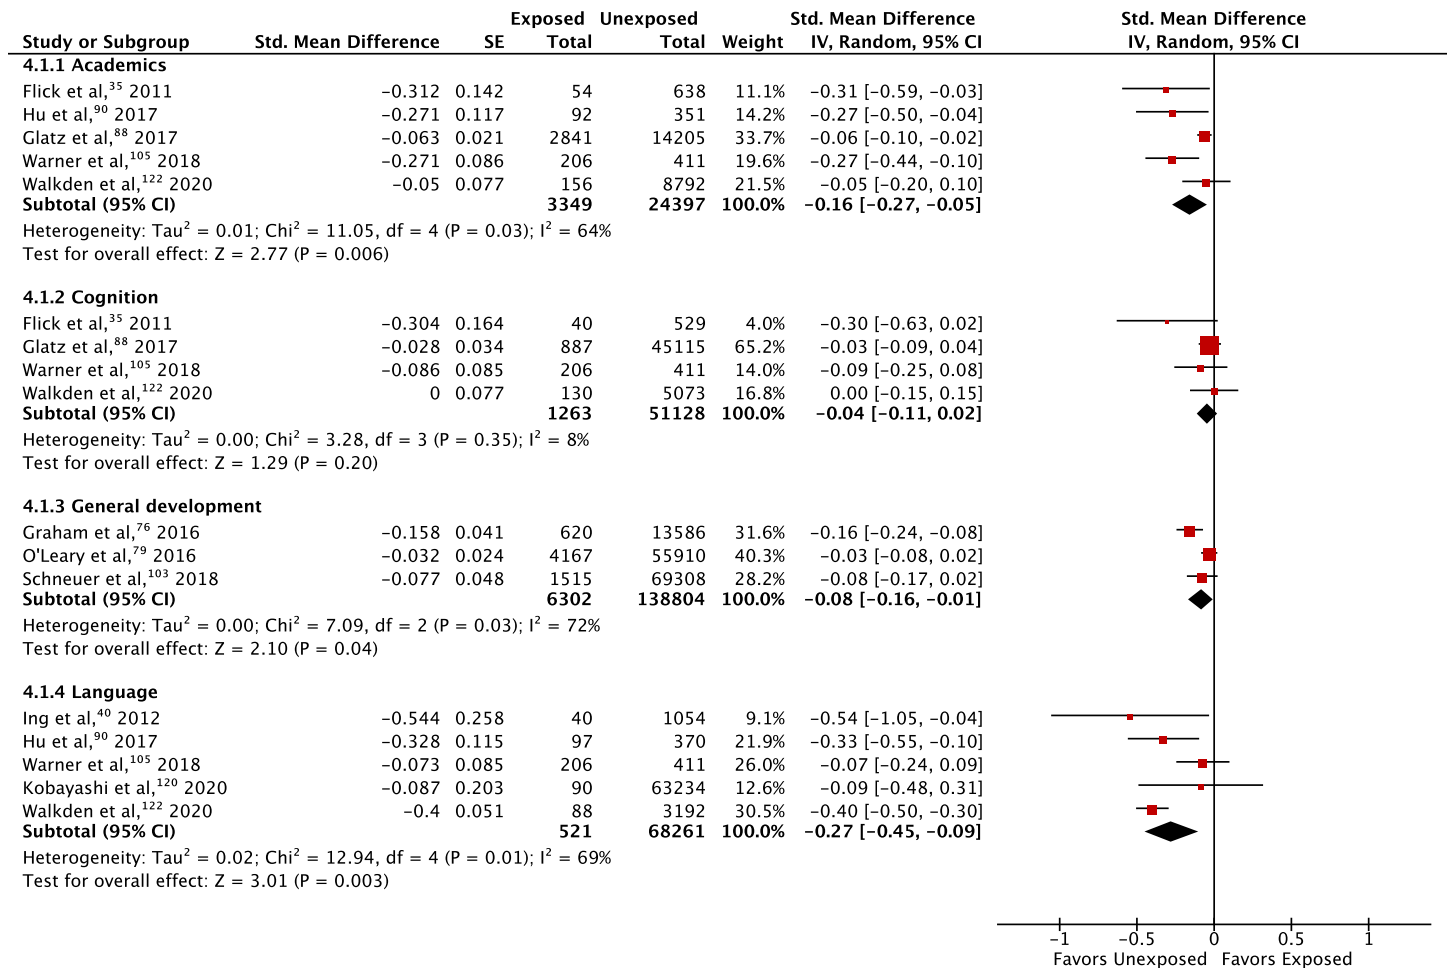 Exposed Unexposed Std. Mean Difference Std. Mean Difference
Study or Subgroup Std. Mean Difference SE Total Total Weight IV, Random, 95% CI IV, Random, 95% CI
4.1.1 Academics
Flick et al,³⁵ 2011 −0.312 0.142 54 638 11.1% −0.31 [−0.59, −0.03]
Hu et al,⁹⁰ 2017 −0.271 0.117 92 351 14.2% −0.27 [−0.50, −0.04]
Glatz et al,⁸⁸ 2017 −0.063 0.021 2841 14205 33.7% −0.06 [−0.10, −0.02]
Warner et al,¹⁰⁵ 2018 −0.271 0.086 206 411 19.6% −0.27 [−0.44, −0.10]
Walkden et al,¹²² 2020 −0.05 0.077 156 8792 21.5% −0.05 [−0.20, 0.10]
Subtotal (95% CI) 3349 24397 100.0% −0.16 [−0.27, −0.05]
Heterogeneity: Tau² = 0.01; Chi² = 11.05, df = 4 (P = 0.03); I² = 64%
Test for overall effect: Z = 2.77 (P = 0.006)
4.1.2 Cognition
Flick et al,³⁵ 2011 −0.304 0.164 40 529 4.0% −0.30 [−0.63, 0.02]
Glatz et al,⁸⁸ 2017 −0.028 0.034 887 45115 65.2% −0.03 [−0.09, 0.04]
Warner et al,¹⁰⁵ 2018 −0.086 0.085 206 411 14.0% −0.09 [−0.25, 0.08]
Walkden et al,¹²² 2020 0 0.077 130 5073 16.8% 0.00 [−0.15, 0.15]
Subtotal (95% CI) 1263 51128 100.0% −0.04 [−0.11, 0.02]
Heterogeneity: Tau² = 0.00; Chi² = 3.28, df = 3 (P = 0.35); I² = 8%
Test for overall effect: Z = 1.29 (P = 0.20)
4.1.3 General development
Graham et al,⁷⁶ 2016 −0.158 0.041 620 13586 31.6% −0.16 [−0.24, −0.08]
O'Leary et al,⁷⁹ 2016 −0.032 0.024 4167 55910 40.3% −0.03 [−0.08, 0.02]
Schneuer et al,¹⁰³ 2018 −0.077 0.048 1515 69308 28.2% −0.08 [−0.17, 0.02]
Subtotal (95% CI) 6302 138804 100.0% −0.08 [−0.16, −0.01]
Heterogeneity: Tau² = 0.00; Chi² = 7.09, df = 2 (P = 0.03); I² = 72%
Test for overall effect: Z = 2.10 (P = 0.04)
4.1.4 Language
Ing et al,⁴⁰ 2012 −0.544 0.258 40 1054 9.1% −0.54 [−1.05, −0.04]
Hu et al,⁹⁰ 2017 −0.328 0.115 97 370 21.9% −0.33 [−0.55, −0.10]
Warner et al,¹⁰⁵ 2018 −0.073 0.085 206 411 26.0% −0.07 [−0.24, 0.09]
Kobayashi et al,¹²⁰ 2020 −0.087 0.203 90 63234 12.6% −0.09 [−0.48, 0.31]
Walkden et al,¹²² 2020 −0.4 0.051 88 3192 30.5% −0.40 [−0.50, −0.30]
Subtotal (95% CI) 521 68261 100.0% −0.27 [−0.45, −0.09]
Heterogeneity: Tau² = 0.02; Chi² = 12.94, df = 4 (P = 0.01); I² = 69%
Test for overall effect: Z = 3.01 (P = 0.003)
−1 −0.5 0 0.5 1
Favors Unexposed Favors Exposed